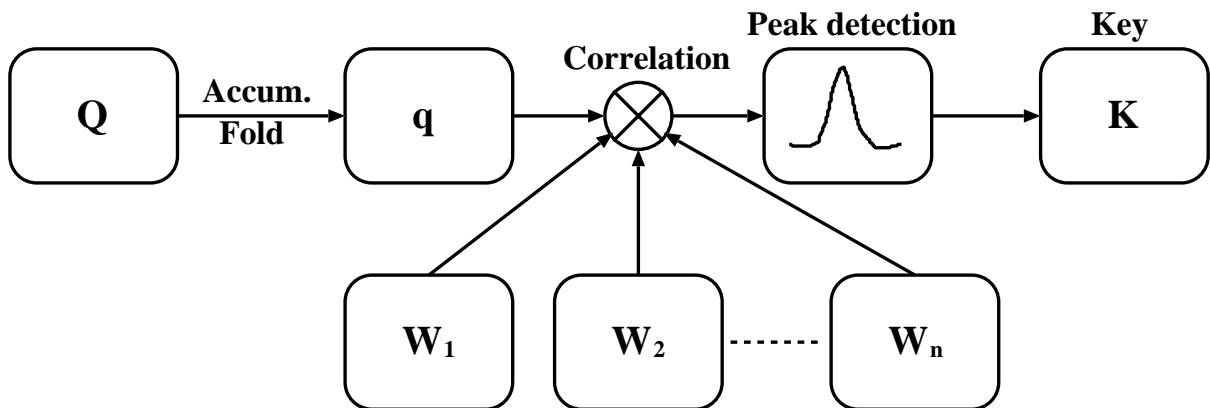 Peak detection
Key
Correlation
Q
Accum.
Fold
q
K
W₁
W₂
Wₙ